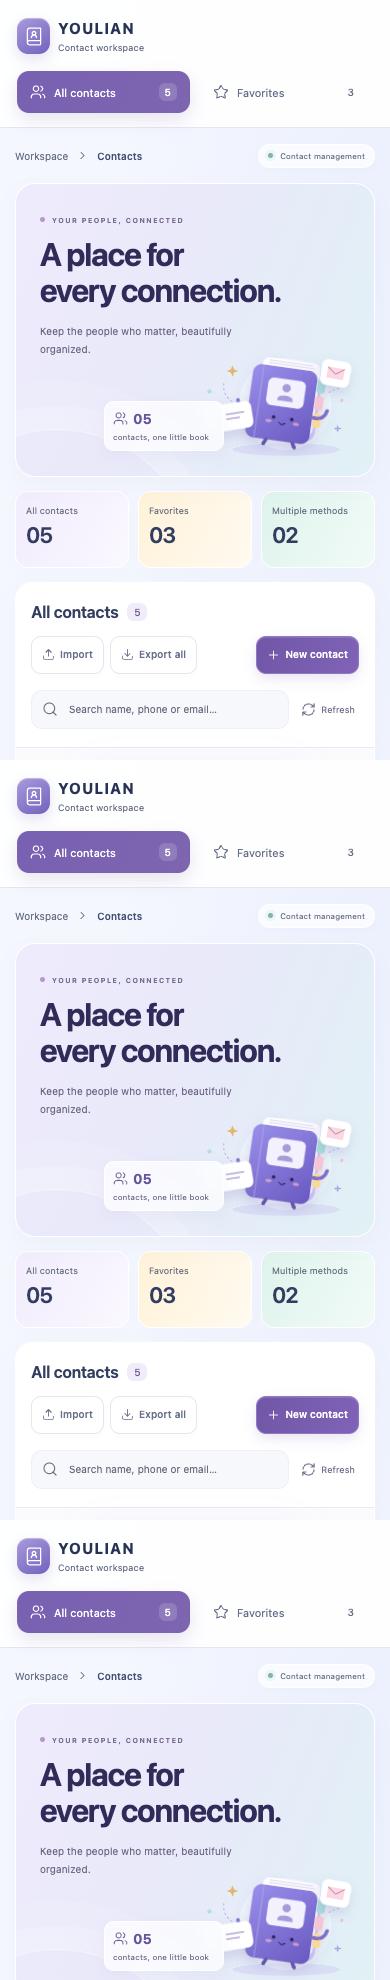 YOULIAN
Contact workspace
All contacts 5 Favorites 3
Workspace > Contacts Contact management
YOUR PEOPLE, CONNECTED
A place for
every connection.
Keep the people who matter, beautifully
organized.
05
contacts, one little book
All contacts Favorites Multiple methods
05 03 02
All contacts 5
Import Export all + New contact
Search name, phone or email... Refresh
YOULIAN
Contact workspace
All contacts 5 Favorites 3
Workspace > Contacts Contact management
YOUR PEOPLE, CONNECTED
A place for
every connection.
Keep the people who matter, beautifully
organized.
05
contacts, one little book
All contacts Favorites Multiple methods
05 03 02
All contacts 5
Import Export all + New contact
Search name, phone or email... Refresh
YOULIAN
Contact workspace
All contacts 5 Favorites 3
Workspace > Contacts Contact management
YOUR PEOPLE, CONNECTED
A place for
every connection.
Keep the people who matter, beautifully
organized.
05
contacts, one little book